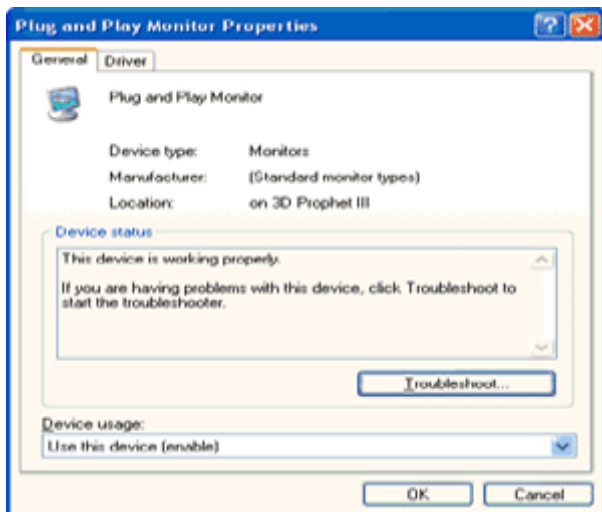 Plug and Play Monitor Properties
General Driver
Plug and Play Monitor
Device type: Monitors
Manufacturer: (Standard monitor types)
Location: on 3D Prophet III
Device status
This device is working properly.
If you are having problems with this device, click Troubleshoot to
start the troubleshooter.
Troubleshoot...
Device usage:
Use this device (enable)
OK Cancel